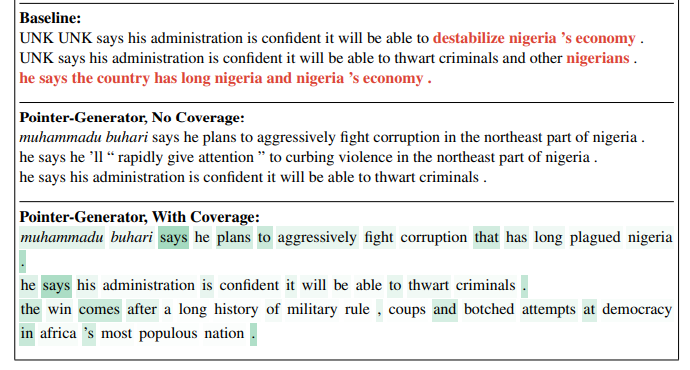 Baseline:
UNK UNK says his administration is confident it will be able to destabilize nigeria 's economy .
UNK says his administration is confident it will be able to thwart criminals and other nigerians .
he says the country has long nigeria and nigeria 's economy .
Pointer-Generator, No Coverage:
muhammadu buhari says he plans to aggressively fight corruption in the northeast part of nigeria .
he says he 'll “ rapidly give attention ” to curbing violence in the northeast part of nigeria .
he says his administration is confident it will be able to thwart criminals .
Pointer-Generator, With Coverage:
muhammadu buhari says he plans to aggressively fight corruption that has long plagued nigeria
.
he says his administration is confident it will be able to thwart criminals .
the win comes after a long history of military rule , coups and botched attempts at democracy
in africa 's most populous nation .